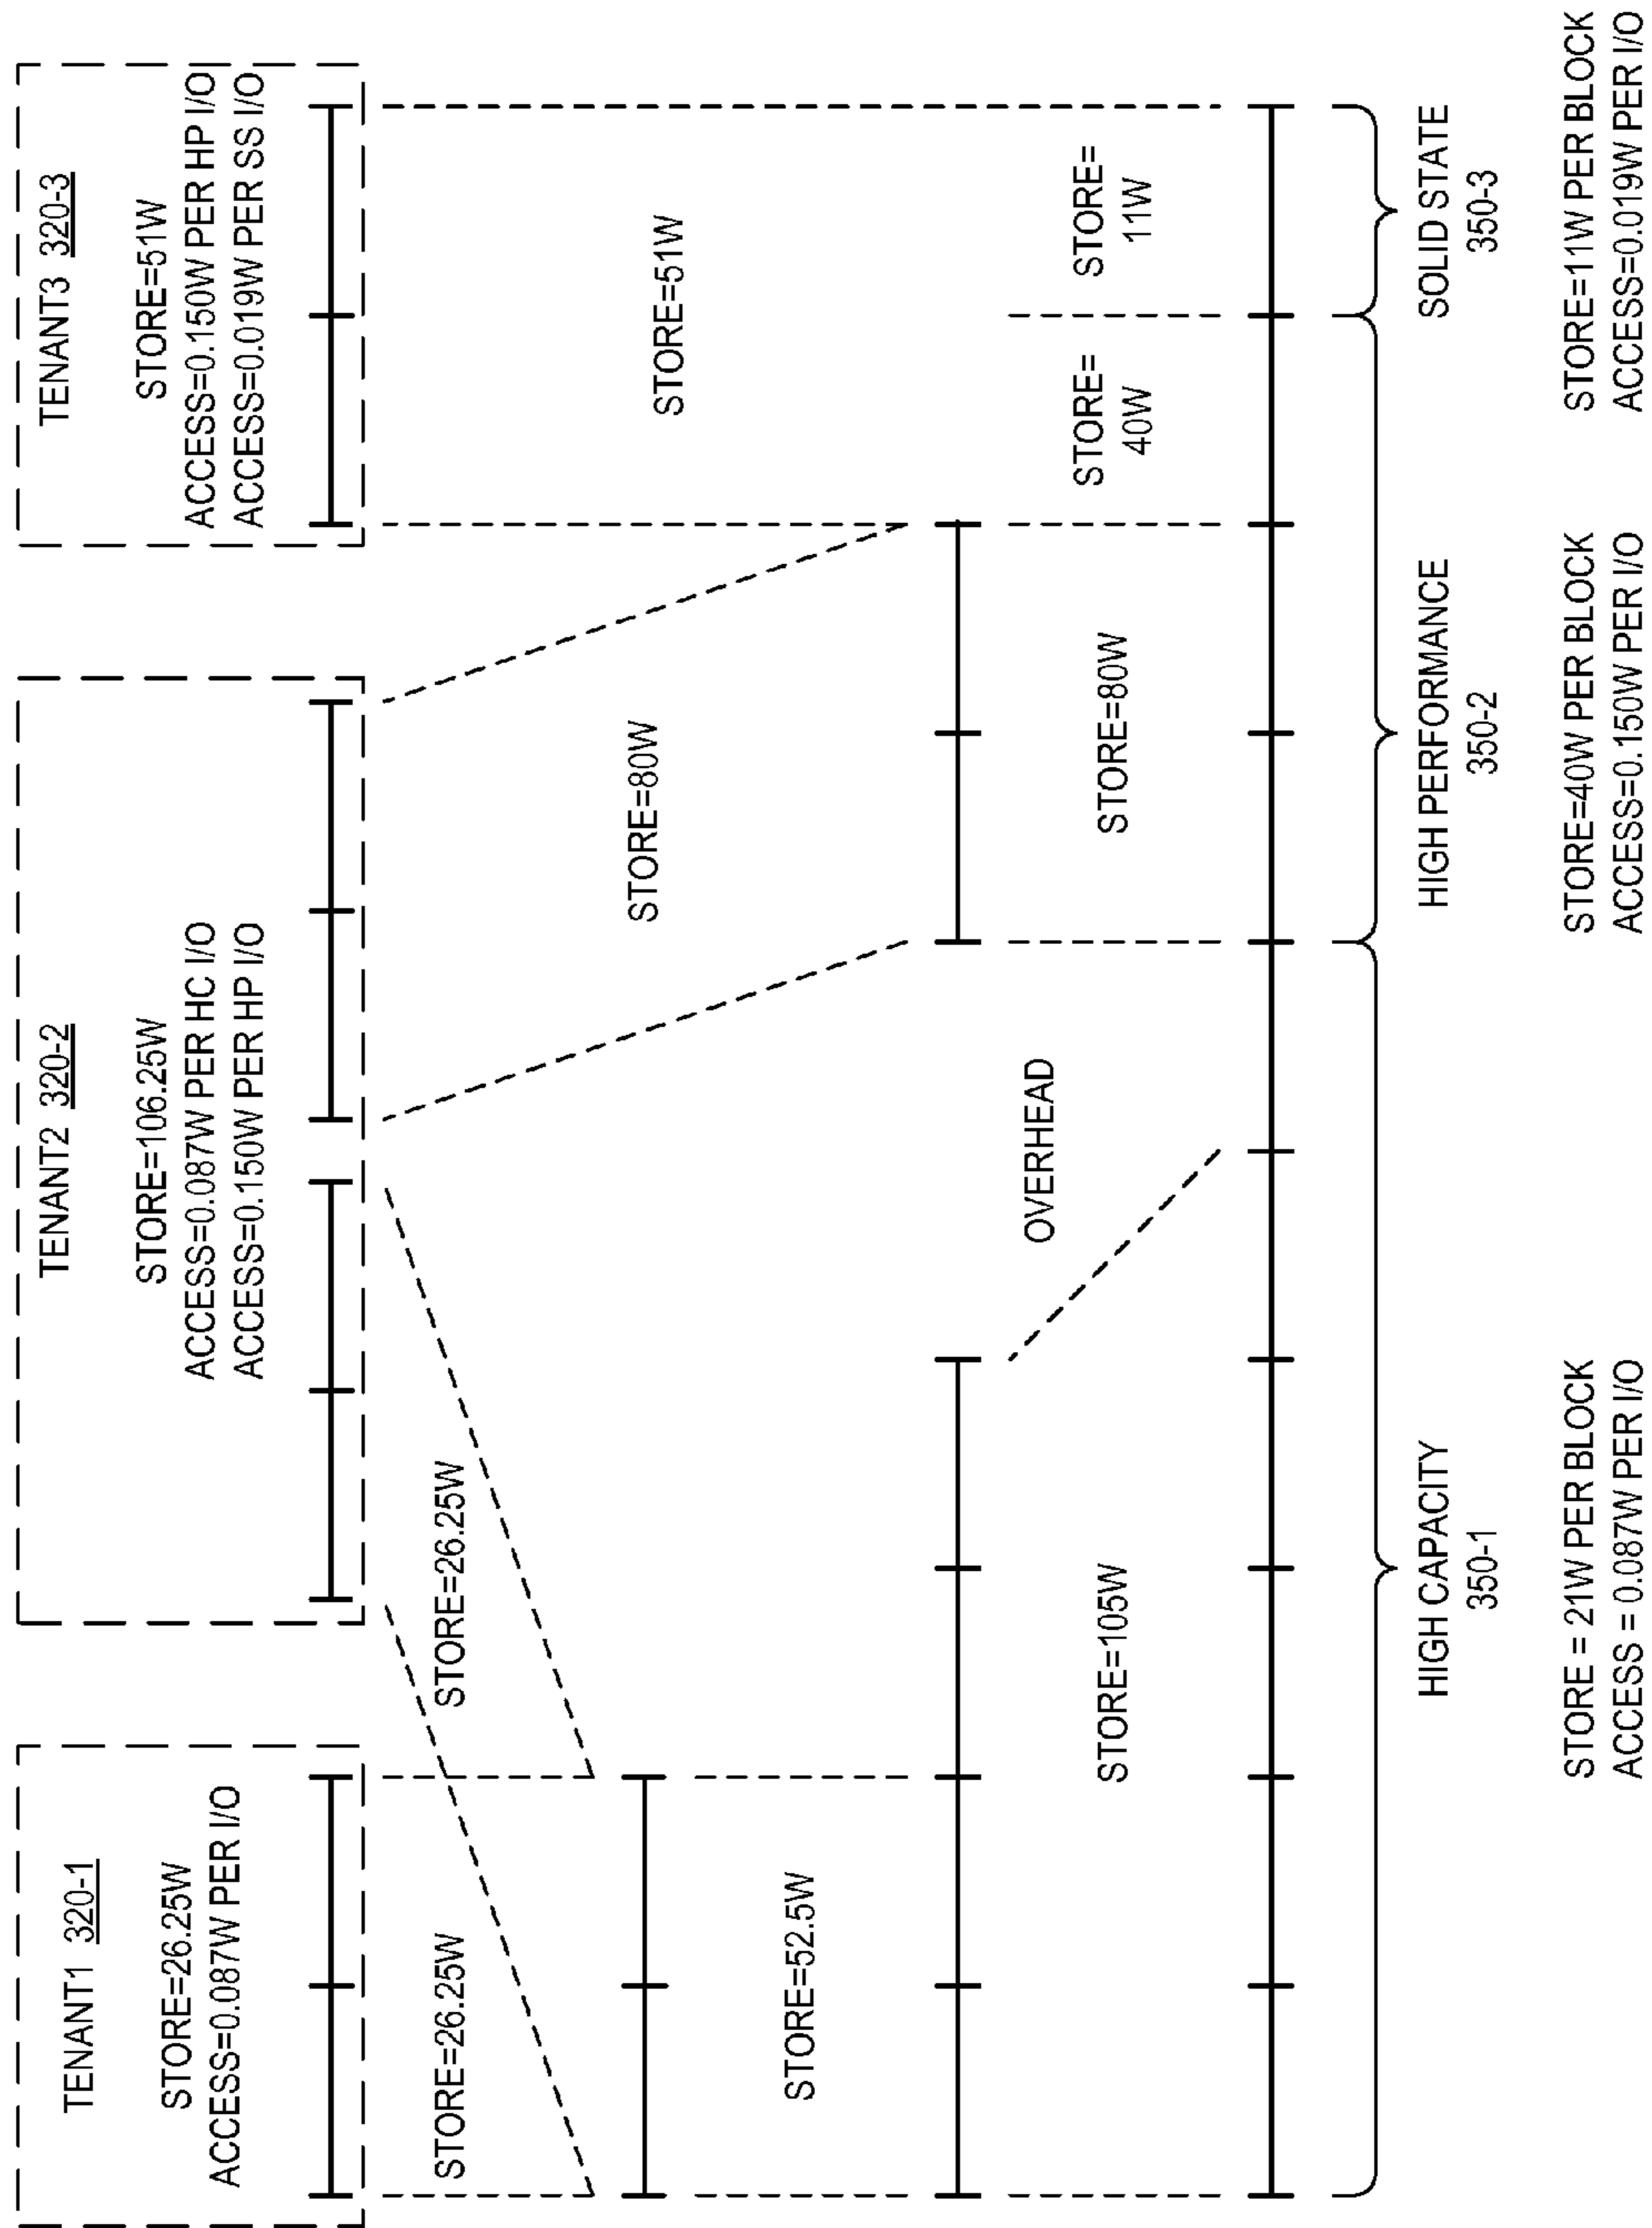 TENANT1 320-1
STORE=26.25W
ACCESS=0.087W PER I/O
TENANT2 320-2
STORE=106.25W
ACCESS=0.087W PER HC I/O
ACCESS=0.150W PER HP I/O
TENANT3 320-3
STORE=51W
ACCESS=0.150W PER HP I/O
ACCESS=0.019W PER SS I/O
STORE=26.25W
STORE=26.25W
STORE=80W
STORE=51W
STORE=52.5W
OVERHEAD
STORE=105W
STORE=80W
STORE=
40W
STORE=
11W
HIGH CAPACITY
350-1
HIGH PERFORMANCE
350-2
SOLID STATE
350-3
STORE = 21W PER BLOCK
ACCESS = 0.087W PER I/O
STORE=40W PER BLOCK
ACCESS=0.150W PER I/O
STORE=11W PER BLOCK
ACCESS=0.019W PER I/O